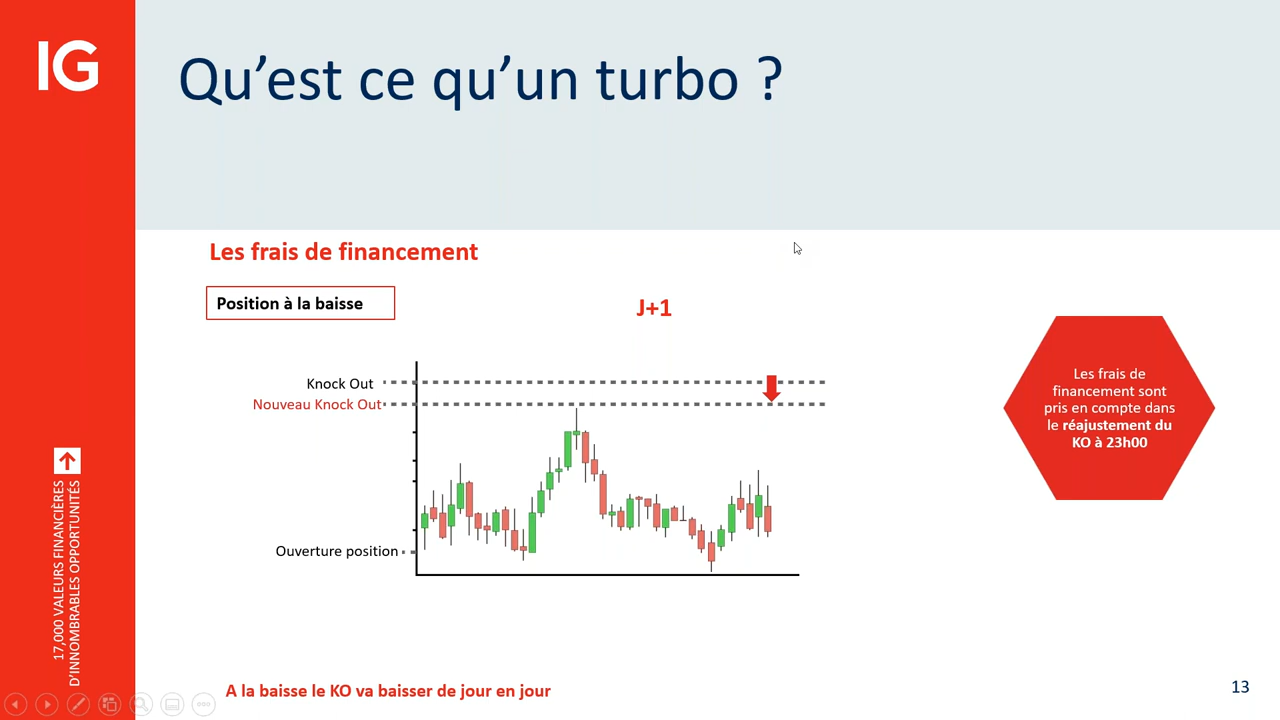 IG
Qu’est ce qu’un turbo ?
Les frais de financement
Position à la baisse
J+1
Knock Out
Nouveau Knock Out
Ouverture position
Les frais de
financement sont
pris en compte dans
le réajustement du
KO à 23h00
17,000 VALEURS FINANCIÈRES
D’INNOMBRABLES OPPORTUNITÉS
A la baisse le KO va baisser de jour en jour
13